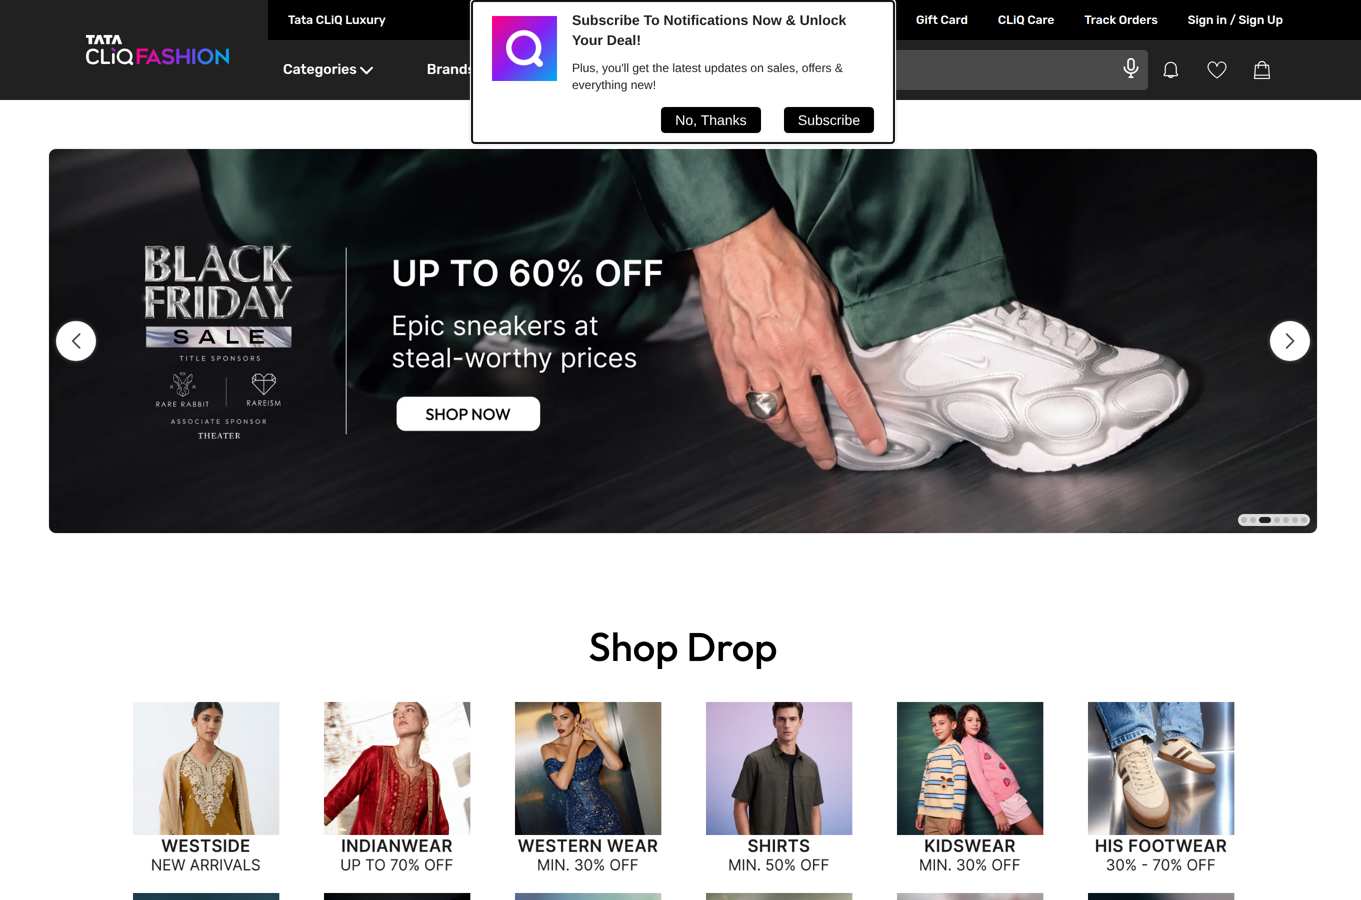 Tata CLiQ Luxury
Gift Card
CLiQ Care
Track Orders
Sign in / Sign Up
TATA
CLiQ FASHION
Categories
Brands
Subscribe To Notifications Now & Unlock
Your Deal!
Plus, you'll get the latest updates on sales, offers &
everything new!
No, Thanks
Subscribe
BLACK
FRIDAY
SALE
TITLE SPONSORS
RARE RABBIT
RAREISM
ASSOCIATE SPONSOR
THEATER
UP TO 60% OFF
Epic sneakers at
steal-worthy prices
SHOP NOW
Shop Drop
WESTSIDE
NEW ARRIVALS
INDIANWEAR
UP TO 70% OFF
WESTERN WEAR
MIN. 30% OFF
SHIRTS
MIN. 50% OFF
KIDSWEAR
MIN. 30% OFF
HIS FOOTWEAR
30% - 70% OFF